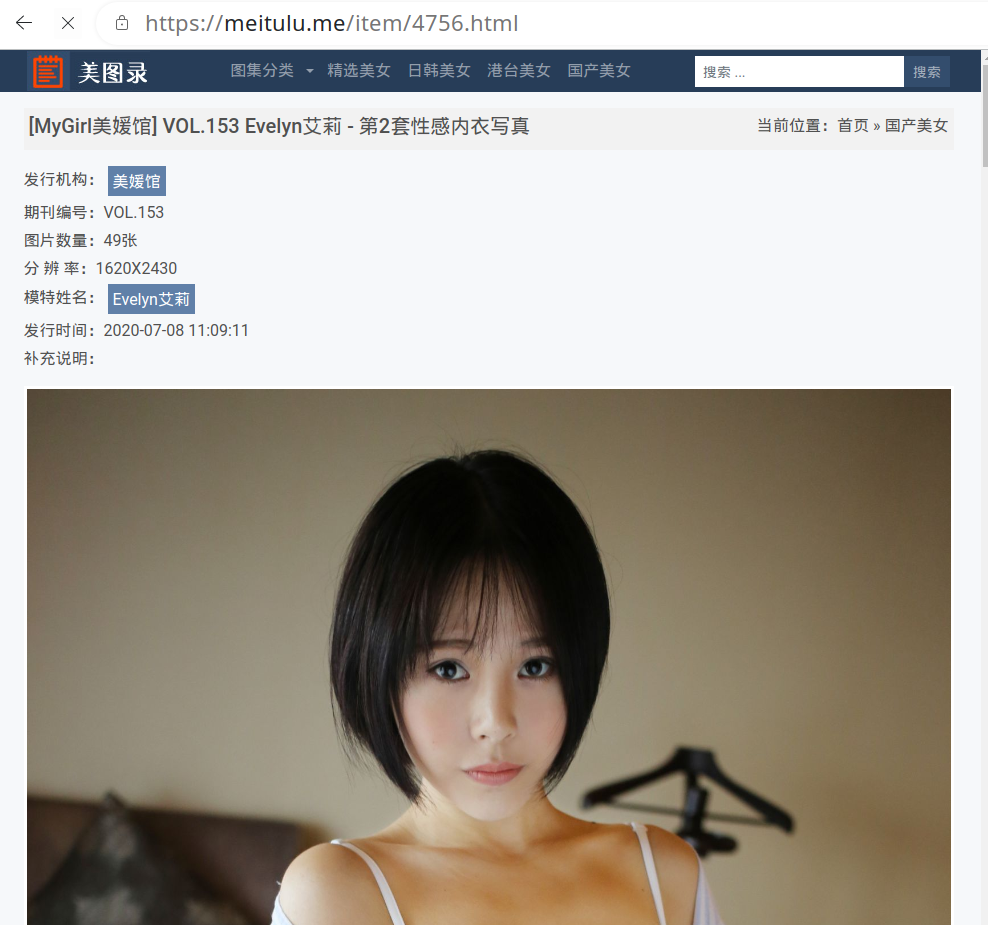 https://meitulu.me/item/4756.html
美图录 图集分类 精选美女 日韩美女 港台美女 国产美女 搜索 ... 搜索
[MyGirl美媛馆] VOL.153 Evelyn艾莉 - 第2套性感内衣写真 当前位置：首页 » 国产美女
发行机构： 美媛馆
期刊编号：VOL.153
图片数量：49张
分 辨 率：1620X2430
模特姓名： Evelyn艾莉
发行时间：2020-07-08 11:09:11
补充说明：